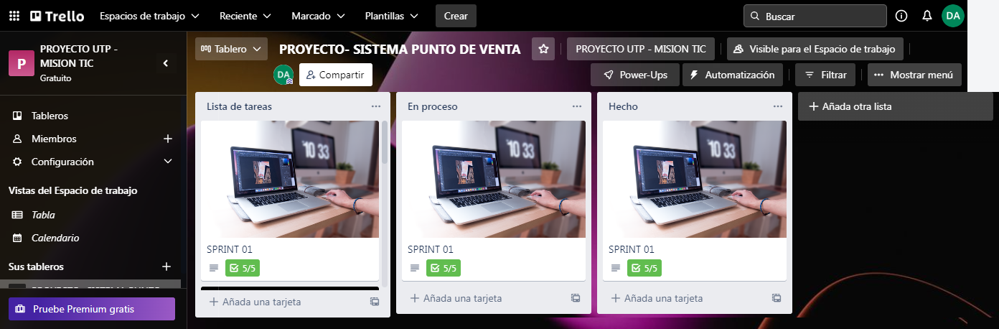 Trello Espacios de trabajo Reciente Marcado Plantillas Crear Buscar DA
P PROYECTO UTP -
MISION TIC
Gratuito
Tableros
Miembros
Configuración
Vistas del Espacio de trabajo
Tabla
Calendario
Sus tableros
PROYECTO- SISTEMA PUNTO
Pruebe Premium gratis
Tablero PROYECTO- SISTEMA PUNTO DE VENTA PROYECTO UTP - MISION TIC Visible para el Espacio de trabajo
DA Compartir Power-Ups Automatización Filtrar Mostrar menú
Lista de tareas
10 33
SPRINT 01
5/5
Añada una tarjeta
En proceso
10 33
SPRINT 01
5/5
Añada una tarjeta
Hecho
10 33
SPRINT 01
5/5
Añada una tarjeta
Añada otra lista